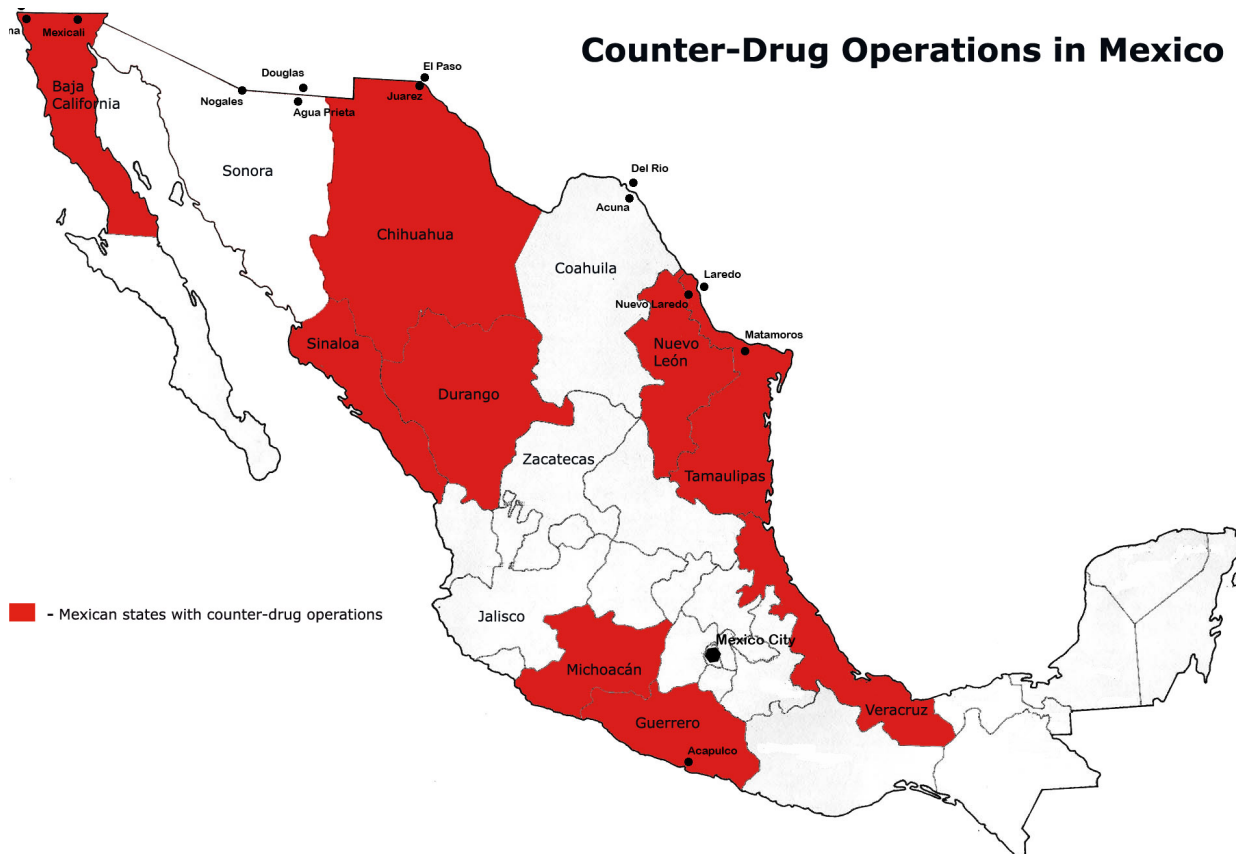 Counter-Drug Operations in Mexico
na
Mexicali
Baja
California
Nogales
Douglas
Agua Prieta
El Paso
Juarez
Sonora
Chihuahua
Del Rio
Acuna
Coahuila
Laredo
Nuevo Laredo
Matamoros
Nuevo
León
Sinaloa
Durango
Zacatecas
Tamaulipas
- Mexican states with counter-drug operations
Jalisco
Mexico City
Michoacán
Guerrero
Veracruz
Acapulco